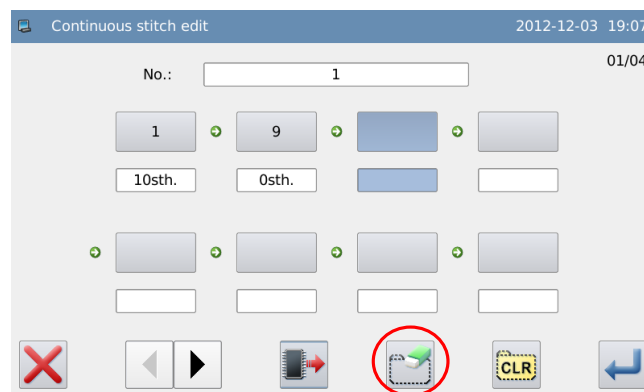 Continuous stitch edit 2012-12-03 19:07
01/04
No.: 1
1 9
10sth. 0sth.
CLR